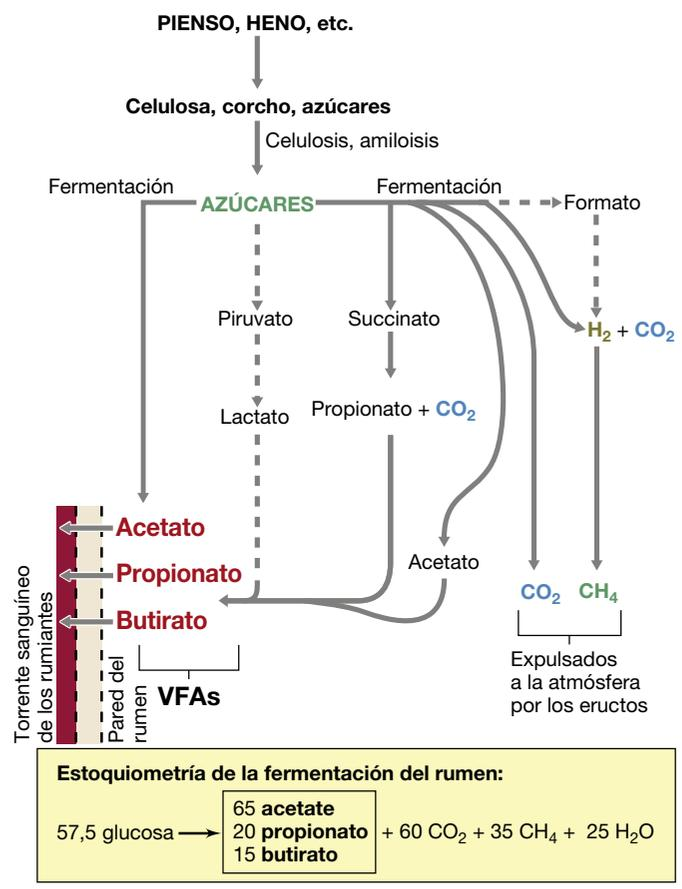 PIENSO, HENO, etc.
Celulosa, corcho, azúcares
Celulosis, amiloisis
Fermentación
AZÚCARES
Fermentación
Formato
Piruvato
Succinato
H2 + CO2
Lactato
Propionato + CO2
Acetato
Propionato
Butirato
Acetato
CO2
CH4
Expulsados
a la atmósfera
por los eructos
VFAs
Torrente sanguíneo
de los rumiantes
Pared del
rumen
Estoquiometría de la fermentación del rumen:
65 acetate
57,5 glucosa → 20 propionato + 60 CO2 + 35 CH4 + 25 H2O
15 butirato